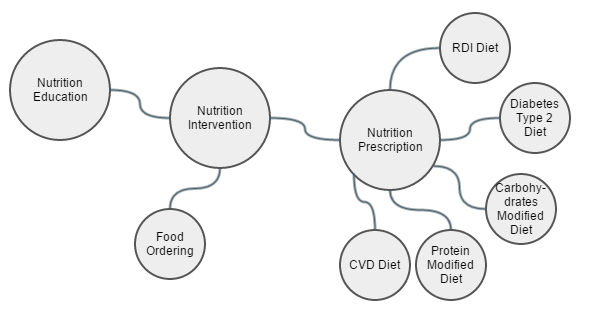 Nutrition
Education
Nutrition
Intervention
Food
Ordering
Nutrition
Prescription
RDI Diet
Diabetes
Type 2
Diet
Carbohy-
drates
Modified
Diet
Protein
Modified
Diet
CVD Diet